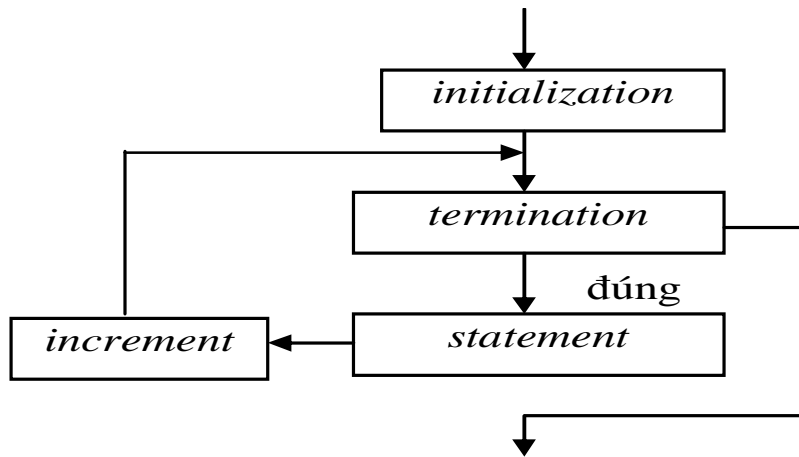 initialization
termination
đúng
increment
statement